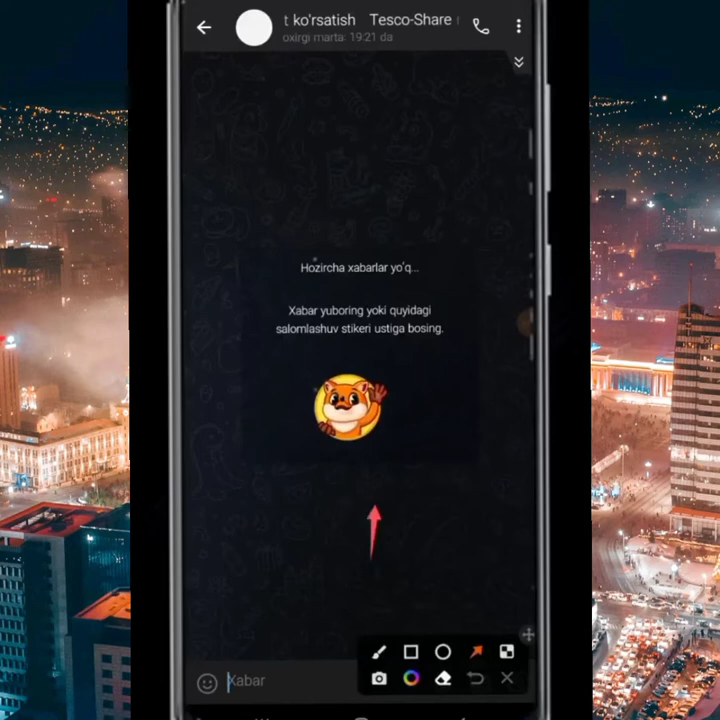 t ko'rsatish Tesco-Share
oxirgi marta: 19:21 da
Hozircha xabarlar yo'q...
Xabar yuboring yoki quyidagi
salomlashuv stikeri ustiga bosing.
Xabar